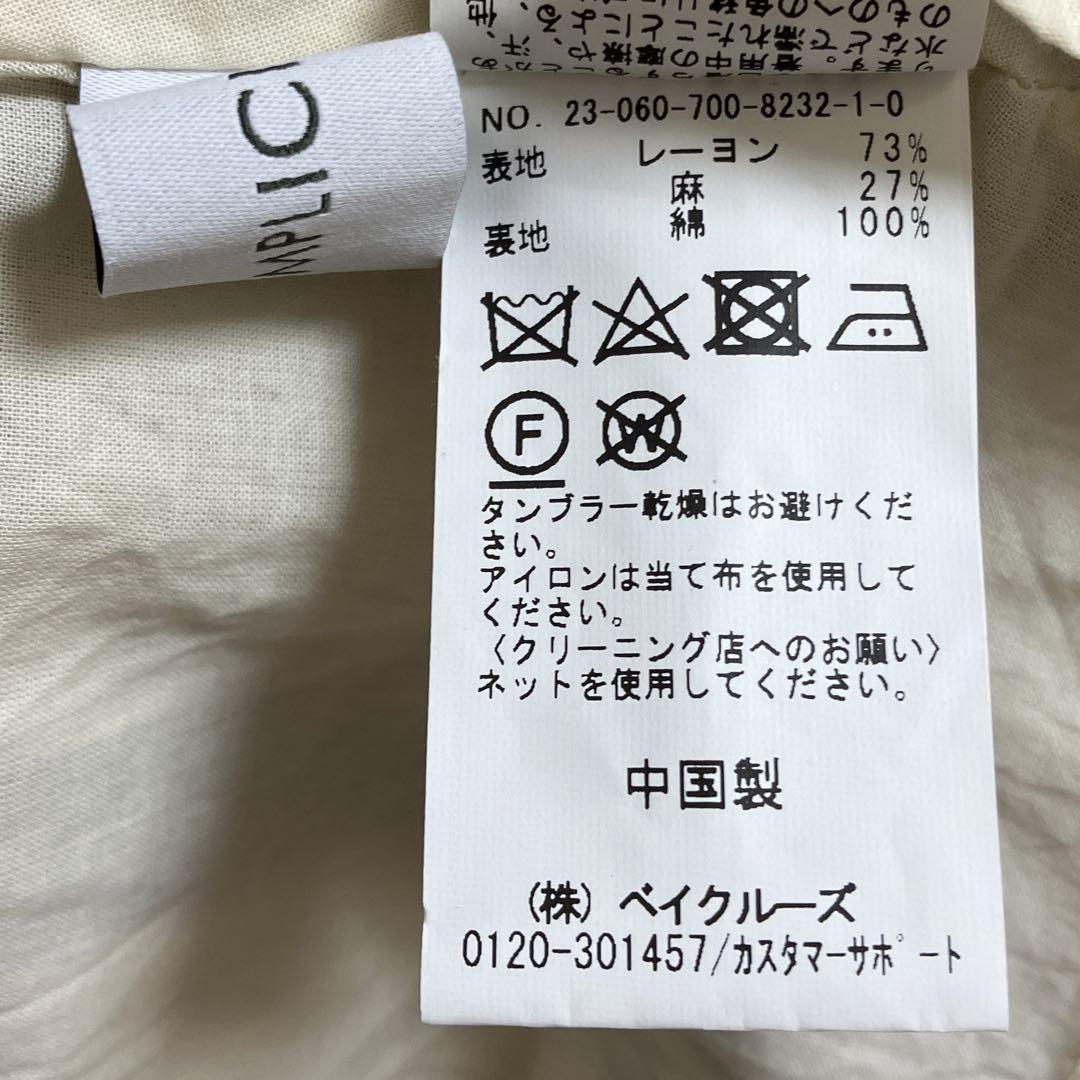 MPLICI
NO. 23-060-700-8232-1-0
表地 レーヨン 73%
麻 27%
裏地 綿 100%
F
W
タンブラー乾燥はお避けくだ
さい。
アイロンは当て布を使用して
ください。
〈クリーニング店へのお願い〉
ネットを使用してください。
中国製
(株) ベイクルーズ
0120-301457/カスタマーサポート